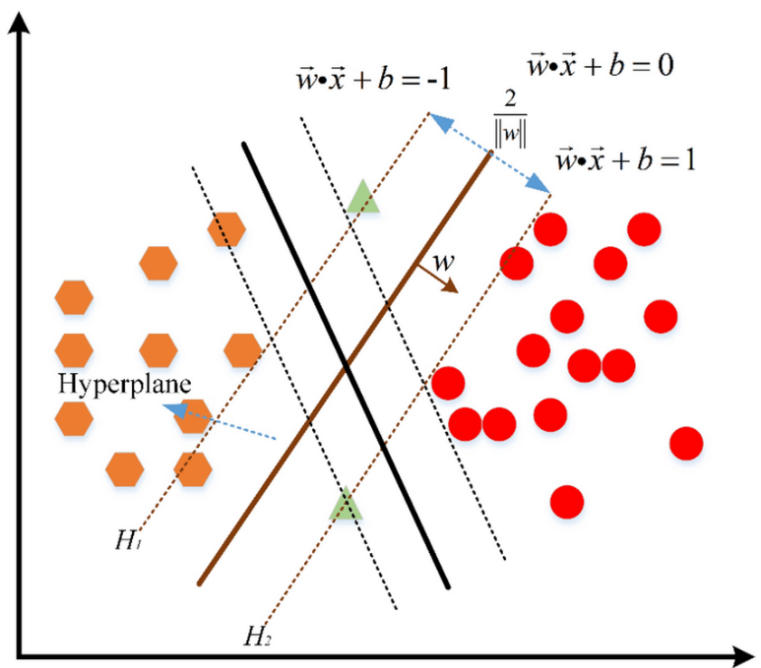 w⃗•x⃗ + b = -1
w⃗•x⃗ + b = 0
2
‖w‖
w⃗•x⃗ + b = 1
w
Hyperplane
H₁
H₂